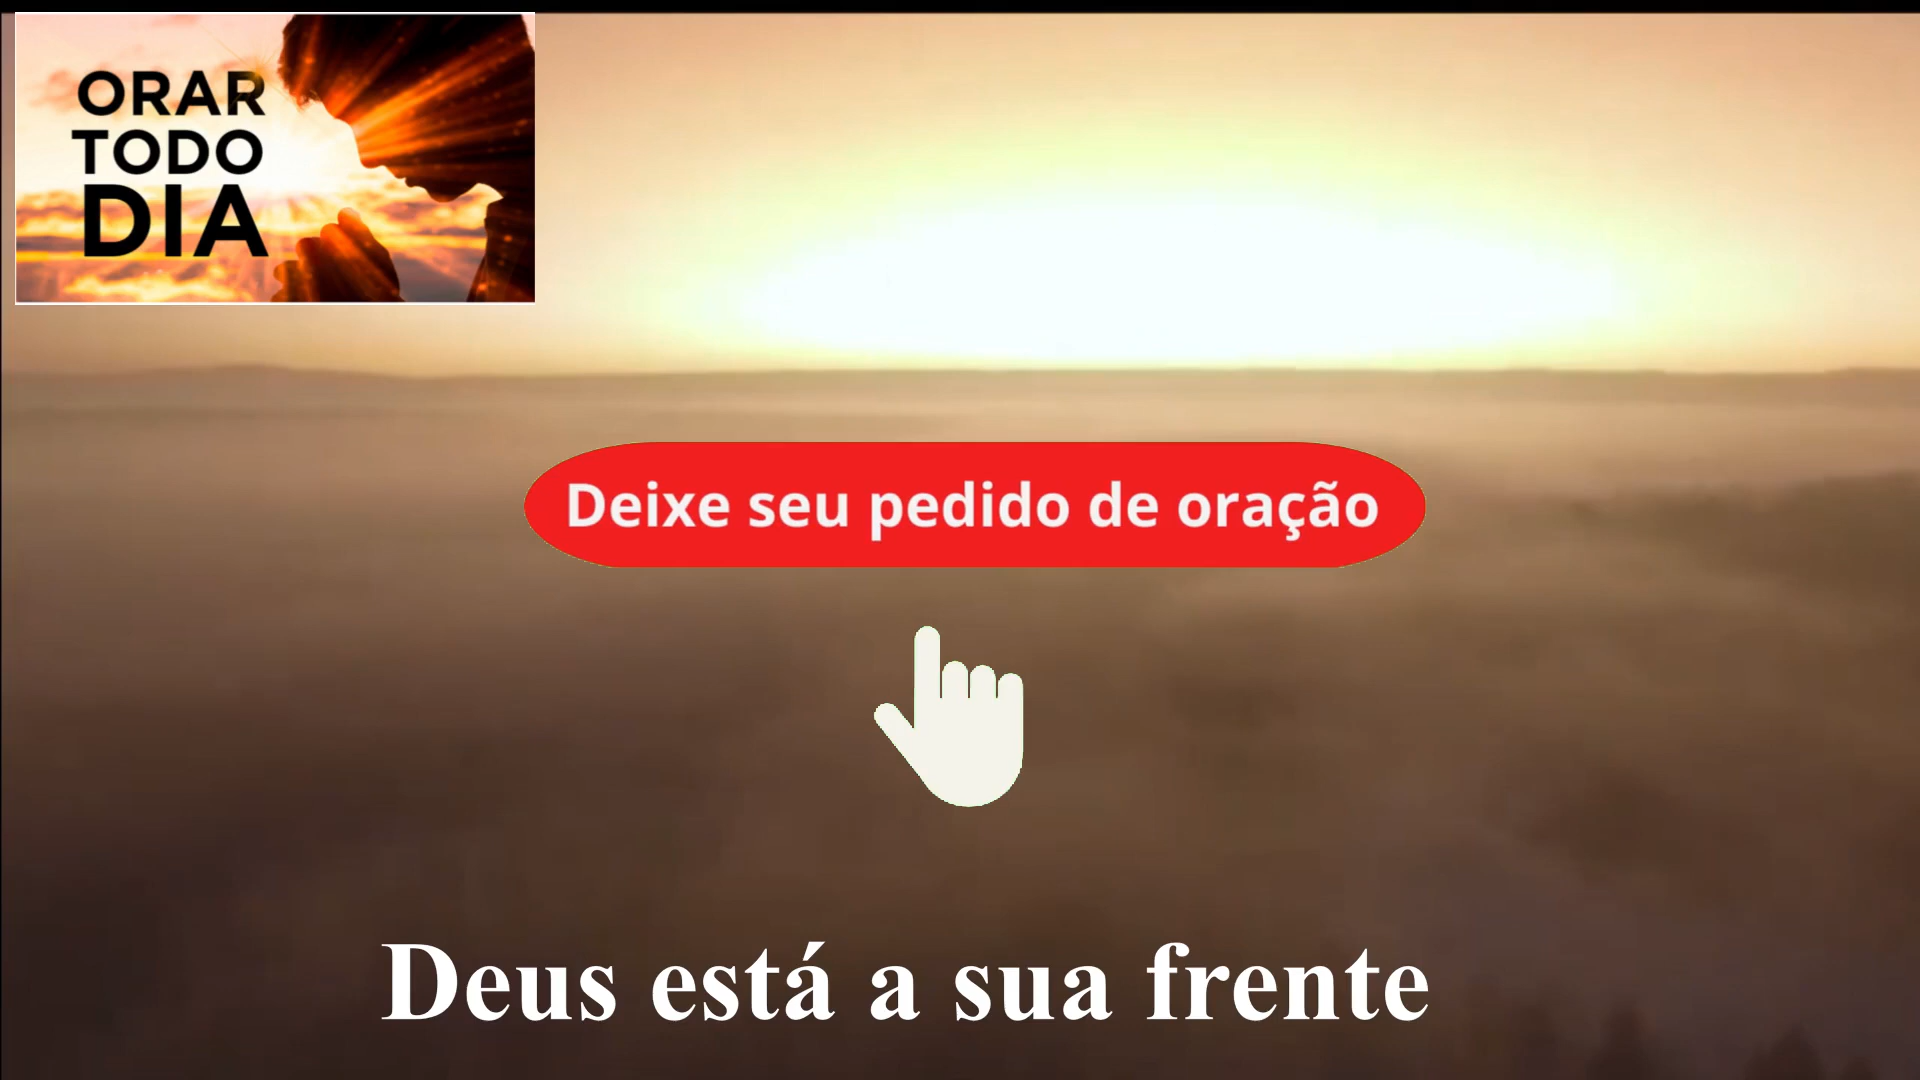 ORAR
TODO
DIA
Deixe seu pedido de oração
Deus está a sua frente